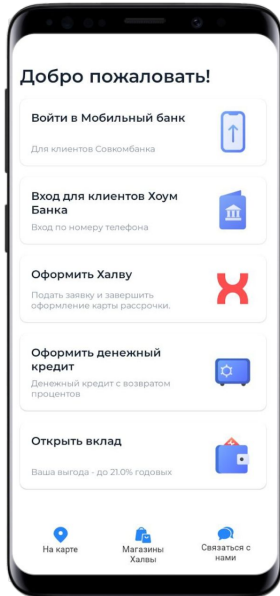 Добро пожаловать!
Войти в Мобильный банк
Для клиентов Совкомбанка
Вход для клиентов Хоум
Банка
Вход по номеру телефона
Оформить Халву
Подать заявку и завершить
оформление карты рассрочки.
Оформить денежный
кредит
Денежный кредит с возвратом
процентов
Открыть вклад
Ваша выгода - до 21.0% годовых
На карте
Магазины
Халвы
Связаться с
нами